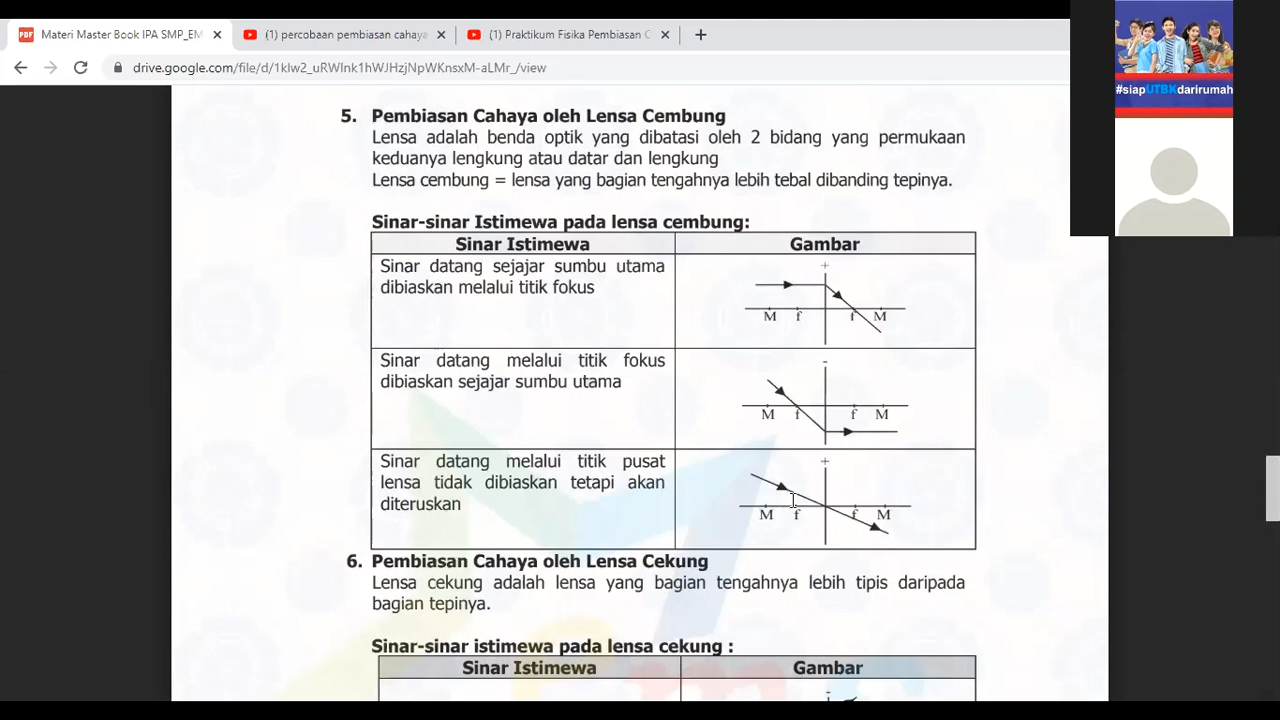 Materi Master Book IPA SMP_EM
(1) percobaan pembiasan cahaya
(1) Praktikum Fisika Pembiasan C
drive.google.com/file/d/1klw2_uRWlnk1hWJHzjNpWKnsxM-aLMr_/view
#siapUTBKdarirumah
5. Pembiasan Cahaya oleh Lensa Cembung
Lensa adalah benda optik yang dibatasi oleh 2 bidang yang permukaan
keduanya lengkung atau datar dan lengkung
Lensa cembung = lensa yang bagian tengahnya lebih tebal dibanding tepinya.
Sinar-sinar Istimewa pada lensa cembung:
Sinar Istimewa Gambar
Sinar datang sejajar sumbu utama
dibiaskan melalui titik fokus
+
M f f M
Sinar datang melalui titik fokus
dibiaskan sejajar sumbu utama
-
M f f M
Sinar datang melalui titik pusat
lensa tidak dibiaskan tetapi akan
diteruskan
+
M f f M
6. Pembiasan Cahaya oleh Lensa Cekung
Lensa cekung adalah lensa yang bagian tengahnya lebih tipis daripada
bagian tepinya.
Sinar-sinar istimewa pada lensa cekung :
Sinar Istimewa Gambar
-